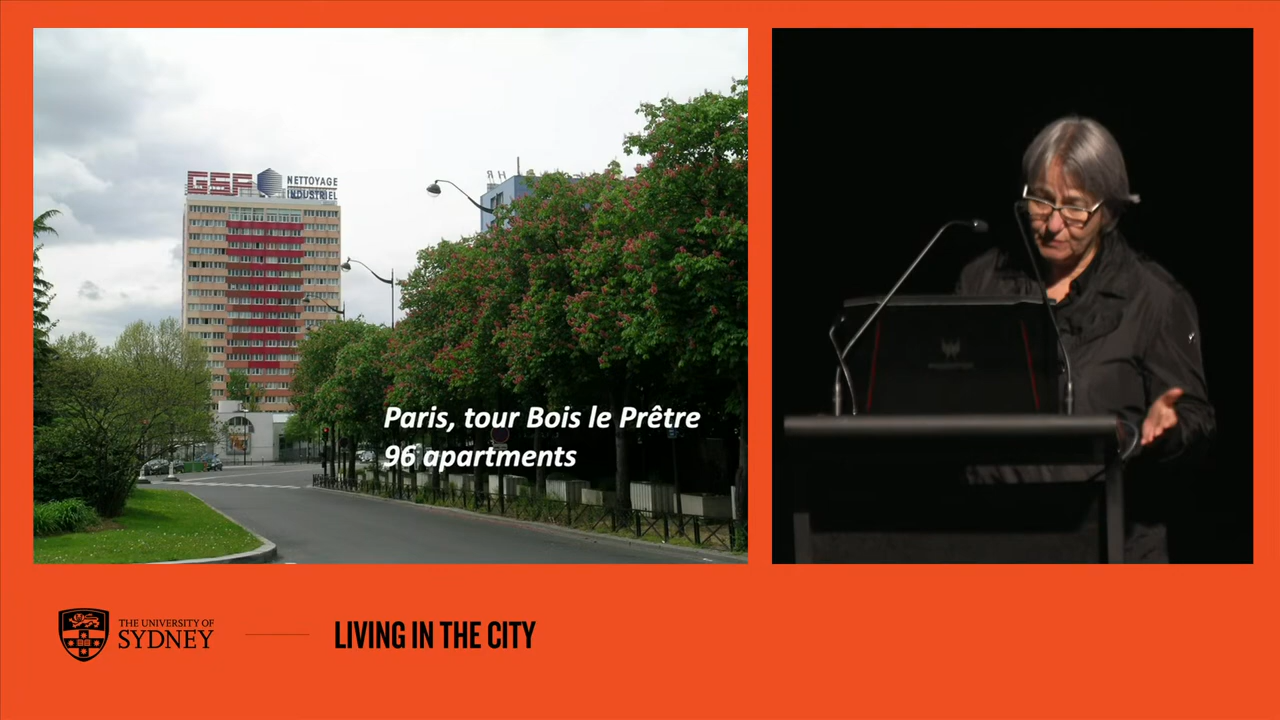 GSF
NETTOYAGE
INDUSTRIEL
Paris, tour Bois le Prêtre
96 apartments
THE UNIVERSITY OF
SYDNEY
LIVING IN THE CITY